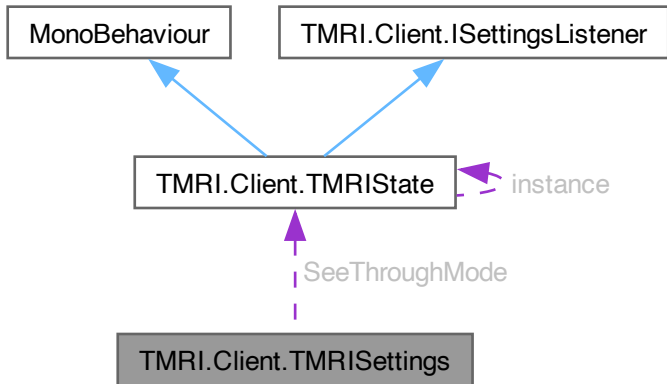 MonoBehaviour
TMRI.Client.ISettingsListener
TMRI.Client.TMRIState
instance
SeeThroughMode
TMRI.Client.TMRISettings